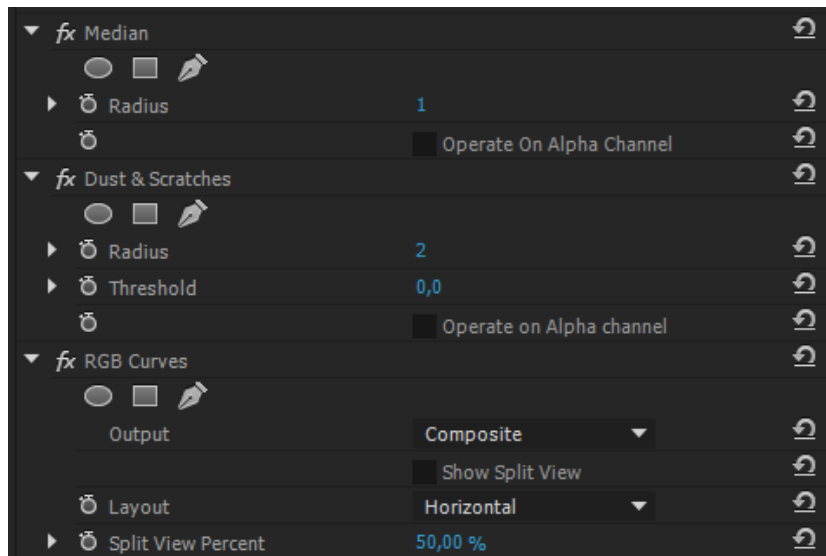 fx Median
Radius 1
Operate On Alpha Channel
fx Dust & Scratches
Radius 2
Threshold 0,0
Operate on Alpha channel
fx RGB Curves
Output Composite
Show Split View
Layout Horizontal
Split View Percent 50,00 %